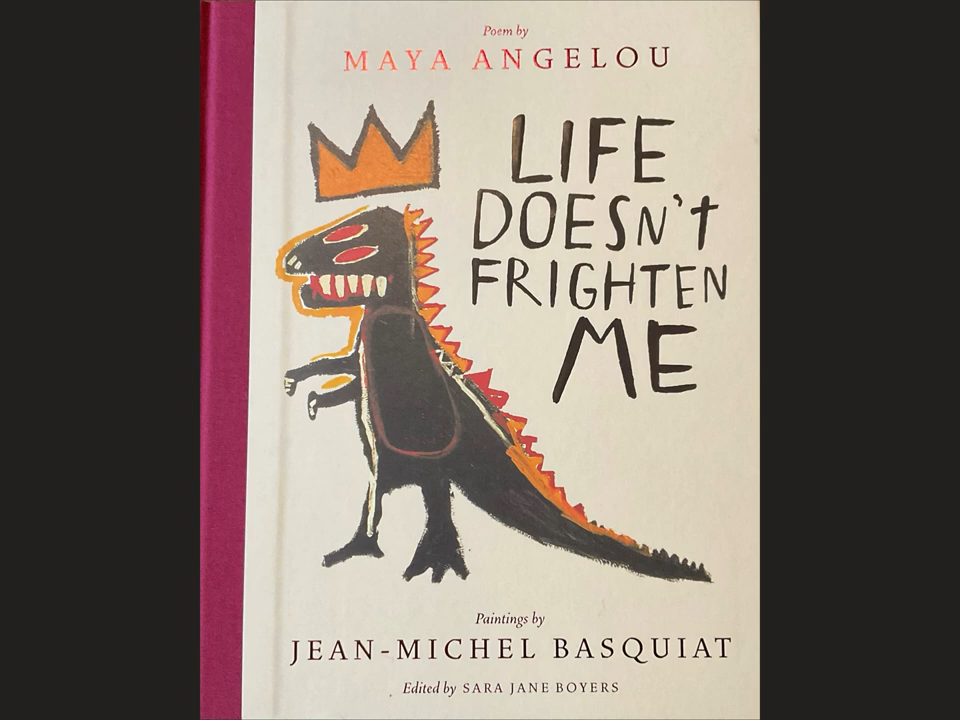 Poem by
MAYA ANGELOU
LIFE
DOESN't
FRIGHTEN
ME
Paintings by
JEAN-MICHEL BASQUIAT
Edited by SARA JANE BOYERS